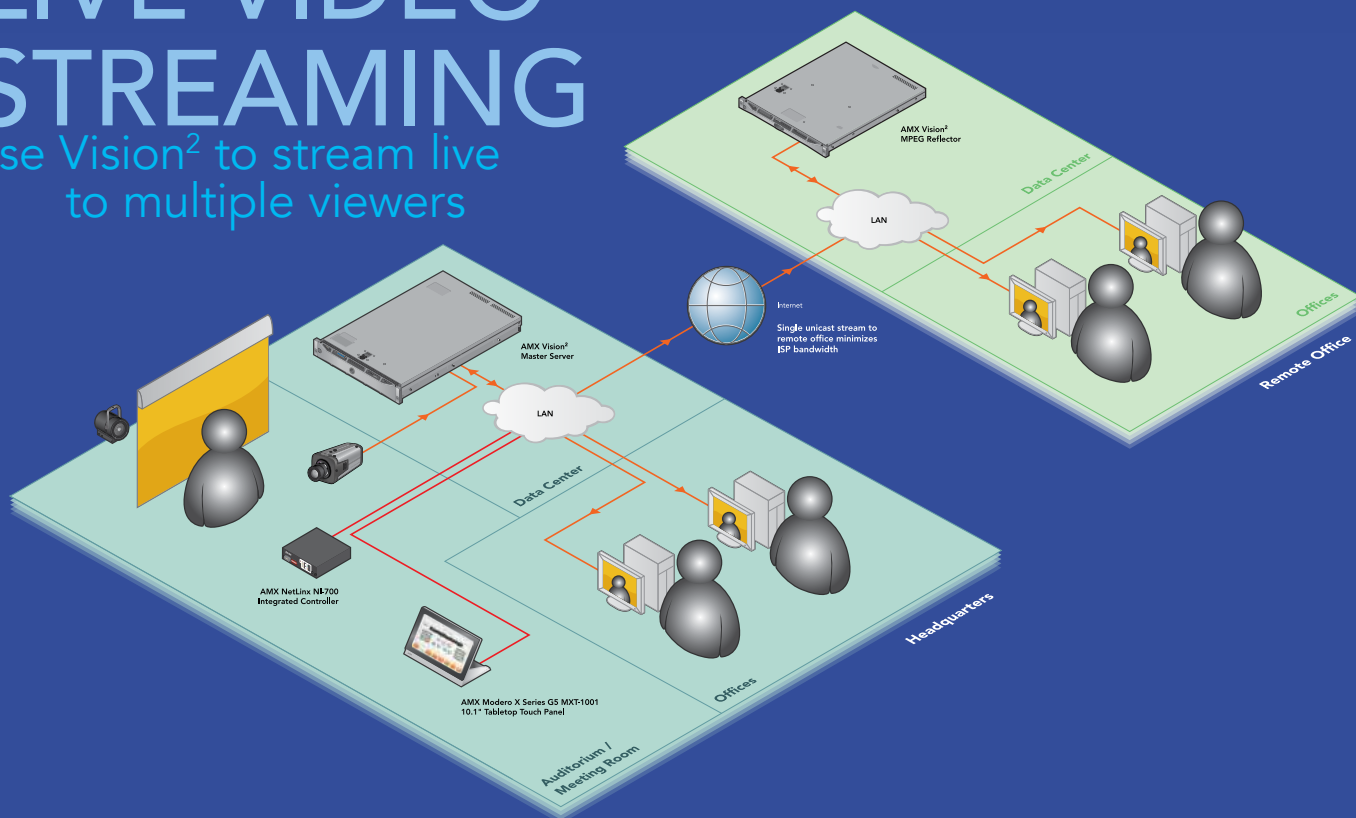 LIVE VIDEO
STREAMING
se Vision² to stream live
to multiple viewers
AMX Vision²
MPEG Reflector
Data Center
LAN
Offices
Remote Office
Internet
Single unicast stream to
remote office minimizes
ISP bandwidth
AMX Vision²
Master Server
LAN
Data Center
AMX NetLinx NI-700
Integrated Controller
AMX Modero X Series G5 MXT-1001
10.1" Tabletop Touch Panel
Offices
Headquarters
Auditorium /
Meeting Room